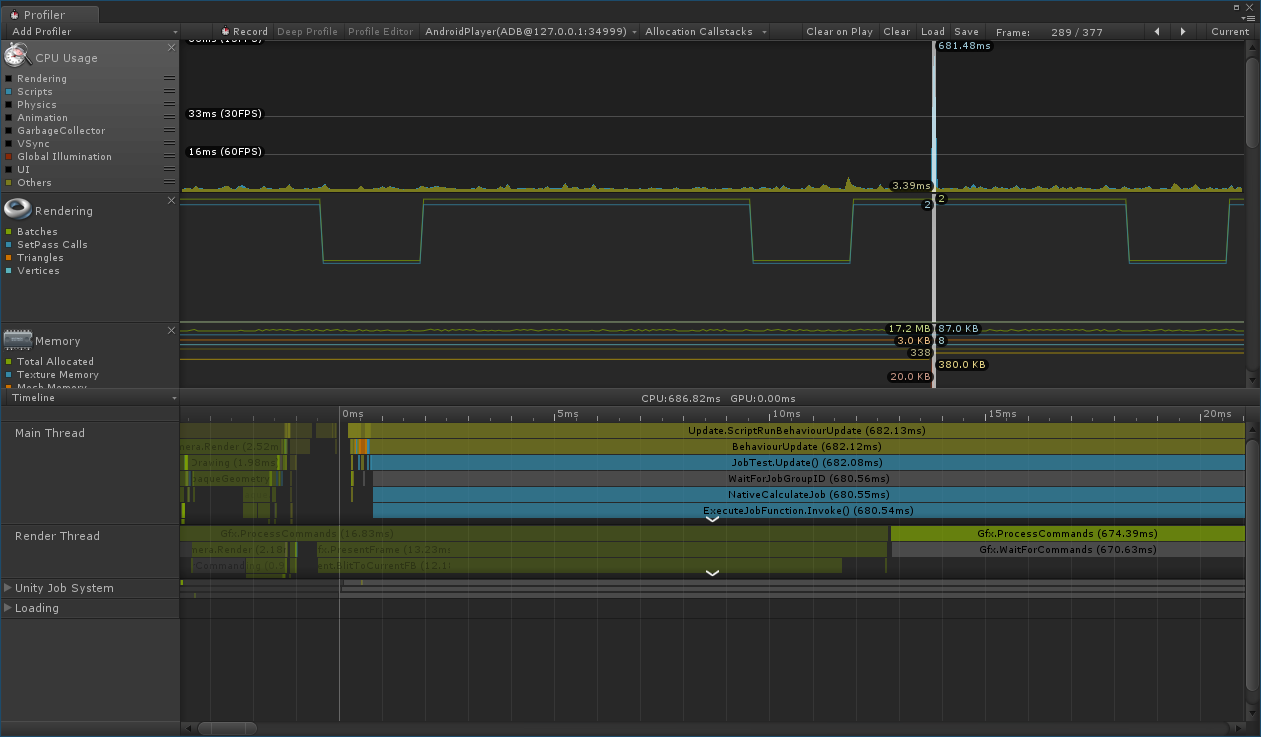 Profiler
Add Profiler Record Deep Profile Profile Editor AndroidPlayer(ADB@127.0.0.1:34999) Allocation Callstacks Clear on Play Clear Load Save Frame: 289 / 377 Current
CPU Usage
Rendering
Scripts
Physics
Animation
GarbageCollector
VSync
Global Illumination
UI
Others
681.48ms
33ms (30FPS)
16ms (60FPS)
3.39ms
Rendering
Batches
SetPass Calls
Triangles
Vertices
2
2
Memory
Total Allocated
Texture Memory
Mesh Memory
17.2 MB 87.0 KB
3.0 KB 8
338
380.0 KB
20.0 KB
Timeline CPU:686.82ms GPU:0.00ms
0ms 5ms 10ms 15ms 20ms
Main Thread
Update.ScriptRunBehaviourUpdate (682.13ms)
mera.Render (2.52m BehaviourUpdate (682.12ms)
Drawing (1.98ms JobTest.Update() (682.08ms)
paqueGeometry WaitForJobGroupID (680.56ms)
NativeCalculateJob (680.55ms)
ExecuteJobFunction.Invoke() (680.54ms)
Render Thread
Gfx.ProcessCommands (16.83ms) Gfx.ProcessCommands (674.39ms)
mera.Render (2.18 fx.PresentFrame (13.23ms Gfx.WaitForCommands (670.63ms)
Commanding (0.9 ent.BlitToCurrentFB (12.1
Unity Job System
Loading